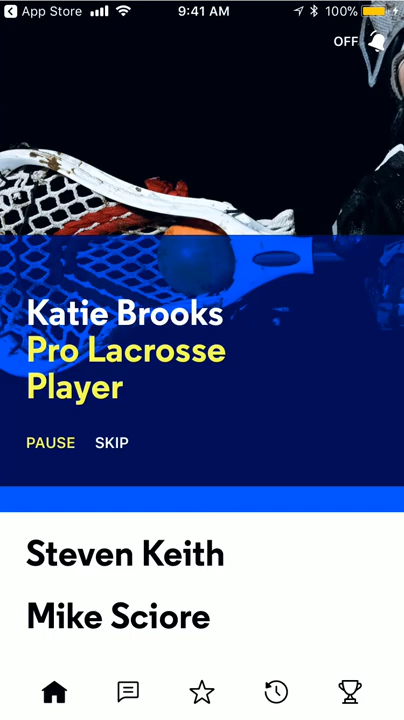 App Store 9:41 AM 100%
OFF
Katie Brooks
Pro Lacrosse
Player
PAUSE SKIP
Steven Keith
Mike Sciore